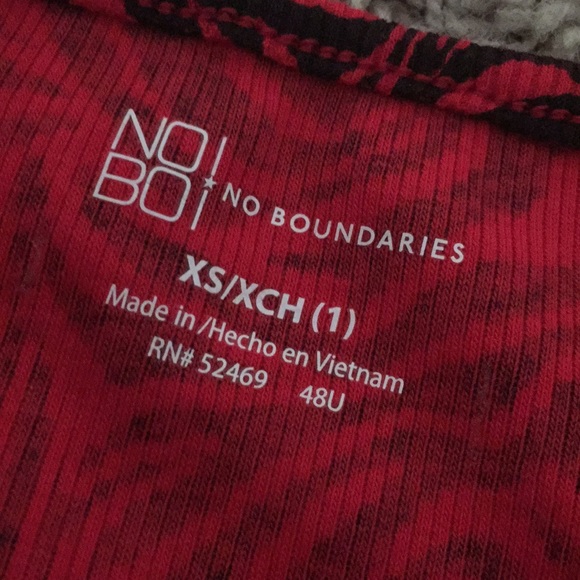 NO!
BO!
NO BOUNDARIES
XS/XCH (1)
Made in /Hecho en Vietnam
RN# 52469 48U